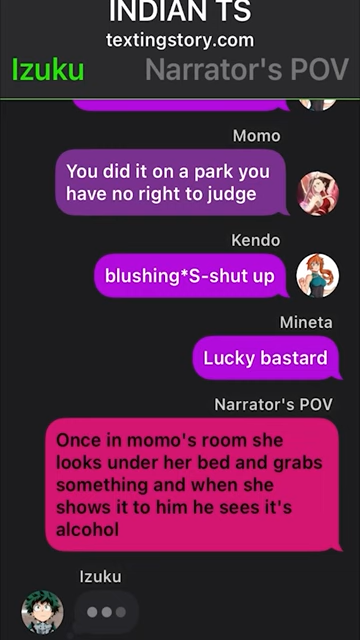 INDIAN TS
textingstory.com
Izuku
Narrator's POV
Momo
You did it on a park you
have no right to judge
Kendo
blushing*S-shut up
Mineta
Lucky bastard
Narrator's POV
Once in momo's room she
looks under her bed and grabs
something and when she
shows it to him he sees it's
alcohol
Izuku